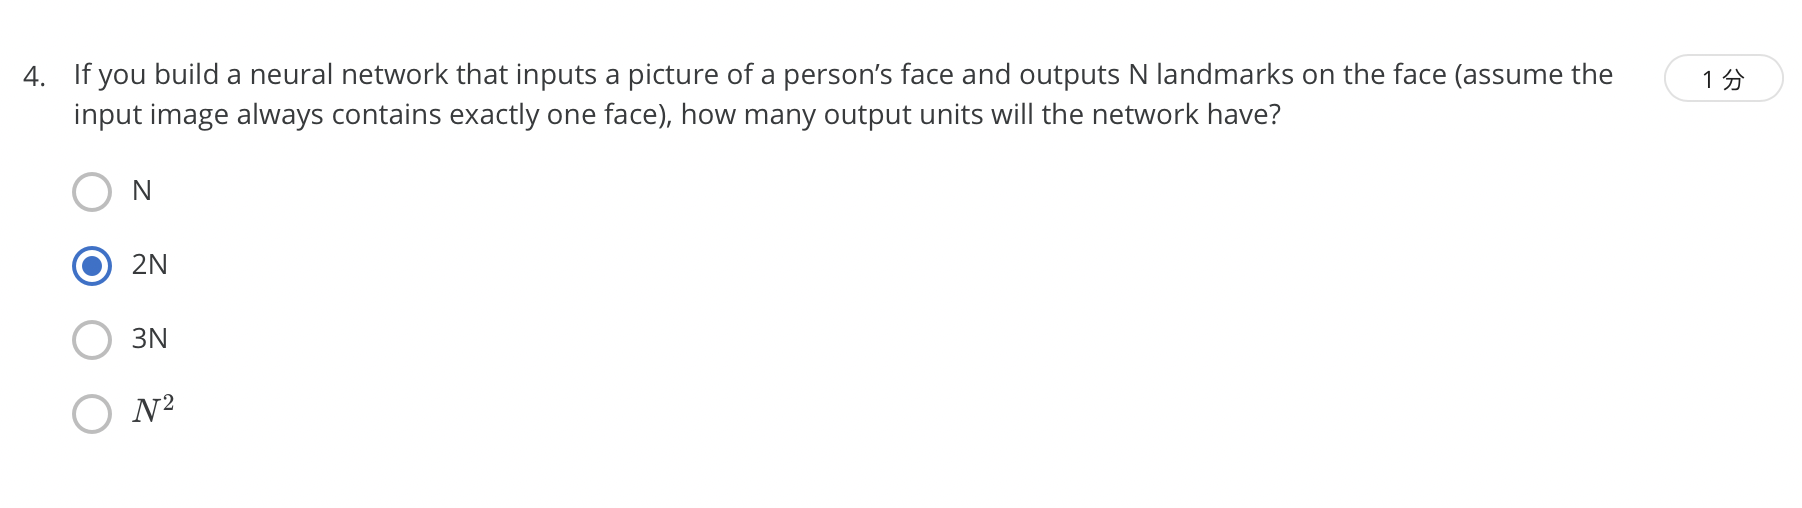 4. If you build a neural network that inputs a picture of a person’s face and outputs N landmarks on the face (assume the
input image always contains exactly one face), how many output units will the network have?
1 分
N
2N
3N
N²